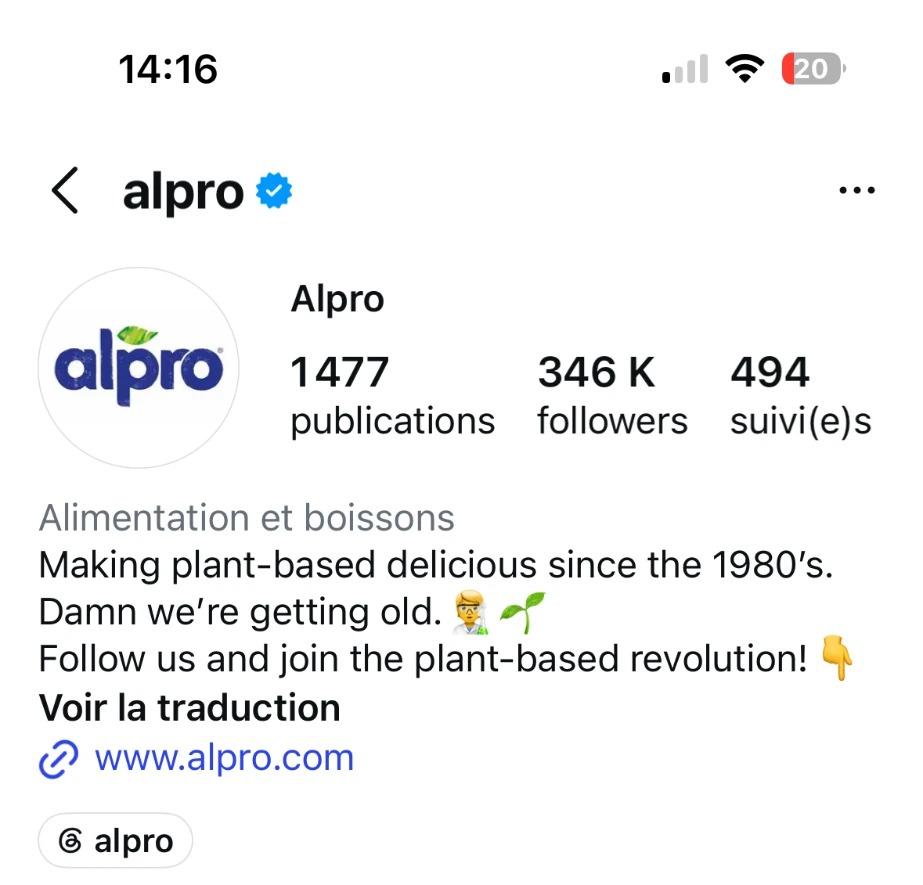 14:16
20
alpro
alpro
Alpro
1 477 346 K 494
publications followers suivi(e)s
Alimentation et boissons
Making plant-based delicious since the 1980’s.
Damn we’re getting old. 👨‍🔬 🌱
Follow us and join the plant-based revolution! 👇
Voir la traduction
www.alpro.com
alpro